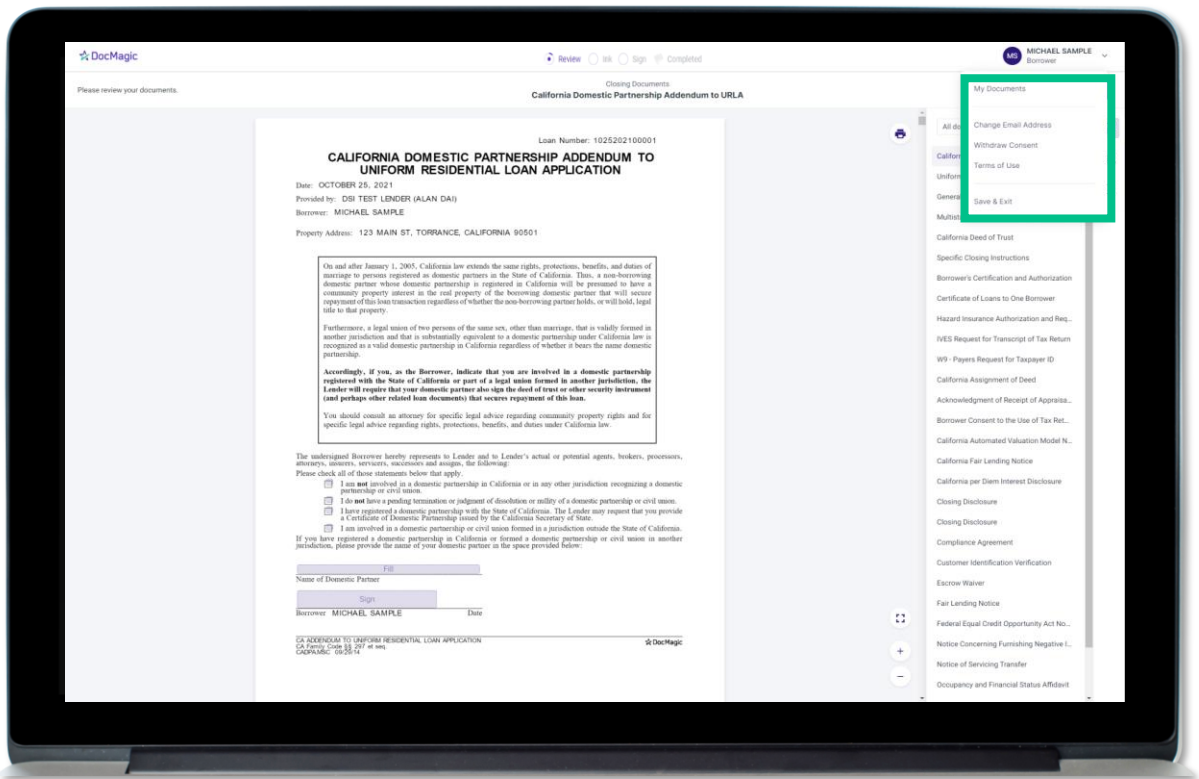 DocMagic
Review Ink Sign Completed
MS MICHAEL SAMPLE
Borrower
Please review your documents.
Closing Documents
California Domestic Partnership Addendum to URLA
My Documents
Change Email Address
Withdraw Consent
Terms of Use
Save & Exit
Loan Number: 1025202100001
CALIFORNIA DOMESTIC PARTNERSHIP ADDENDUM TO
UNIFORM RESIDENTIAL LOAN APPLICATION
Date: OCTOBER 25, 2021
Provided by: DSI TEST LENDER (ALAN DAI)
Borrower: MICHAEL SAMPLE
Property Address: 123 MAIN ST, TORRANCE, CALIFORNIA 90501
On and after January 1, 2005, California law extends the same rights, protections, benefits, and duties of
marriage to persons registered as domestic partners in the State of California. Thus, a non-borrowing
domestic partner whose domestic partnership is registered in California will be presumed to have a
community property interest in the real property of the borrowing domestic partner that will secure
repayment of this loan transaction regardless of whether the non-borrowing partner holds, or will hold, legal
title to that property.
Furthermore, a legal union of two persons of the same sex, other than marriage, that is validly formed in
another jurisdiction and that is substantially equivalent to a domestic partnership under California law is
recognized as a valid domestic partnership in California regardless of whether it bears the name domestic
partnership.
Accordingly, if you, as the Borrower, indicate that you are involved in a domestic partnership
registered with the State of California or part of a legal union formed in another jurisdiction, the
Lender will require that your domestic partner also sign the deed of trust or other security instrument
(and perhaps other related loan documents) that secures repayment of this loan.
You should consult an attorney for specific legal advice regarding community property rights and for
specific legal advice regarding rights, protections, benefits, and duties under California law.
The undersigned Borrower hereby represents to Lender and to Lender's actual or potential agents, brokers, processors,
attorneys, insurers, servicers, successors and assigns, the following:
Please check all of those statements below that apply.
I am not involved in a domestic partnership in California or in any other jurisdiction recognizing a domestic
partnership or civil union.
I do not have a pending termination or judgment of dissolution or nullity of a domestic partnership or civil union.
I have registered a domestic partnership with the State of California. The Lender may request that you provide
a Certificate of Domestic Partnership issued by the California Secretary of State.
I am involved in a domestic partnership or civil union formed in a jurisdiction outside the State of California.
If you have registered a domestic partnership in California or formed a domestic partnership or civil union in another
jurisdiction, please provide the name of your domestic partner in the space provided below:
Fill
Name of Domestic Partner
Sign
Borrower MICHAEL SAMPLE Date
CA ADDENDUM TO UNIFORM RESIDENTIAL LOAN APPLICATION
CA Family Code §§ 297 et seq.
CADPA.MSC 09/25/14
DocMagic
All do
Californ
Uniform
Genera
Multist
California Deed of Trust
Specific Closing Instructions
Borrower's Certification and Authorization
Certificate of Loans to One Borrower
Hazard Insurance Authorization and Req...
IVES Request for Transcript of Tax Return
W9 - Payers Request for Taxpayer ID
California Assignment of Deed
Acknowledgment of Receipt of Appraisa...
Borrower Consent to the Use of Tax Ret...
California Automated Valuation Model N...
California Fair Lending Notice
California per Diem Interest Disclosure
Closing Disclosure
Closing Disclosure
Compliance Agreement
Customer Identification Verification
Escrow Waiver
Fair Lending Notice
Federal Equal Credit Opportunity Act No...
Notice Concerning Furnishing Negative I...
Notice of Servicing Transfer
Occupancy and Financial Status Affidavit